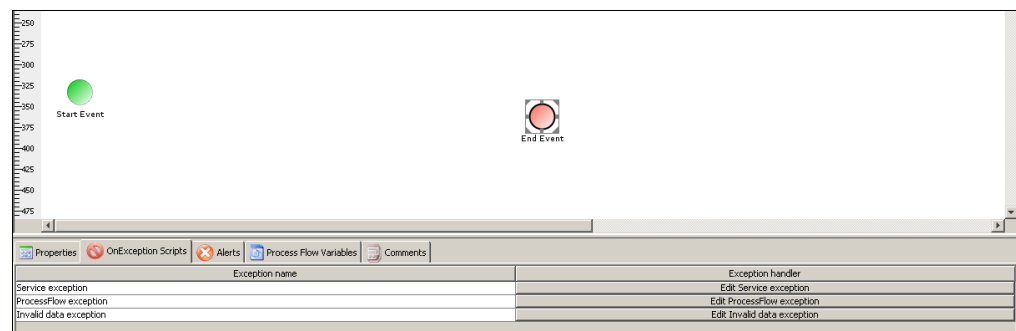 250
275
300
325
350
375
400
425
450
475
Start Event
End Event
Properties OnException Scripts Alerts Process Flow Variables Comments
Exception name Exception handler
Service exception Edit Service exception
ProcessFlow exception Edit ProcessFlow exception
Invalid data exception Edit Invalid data exception